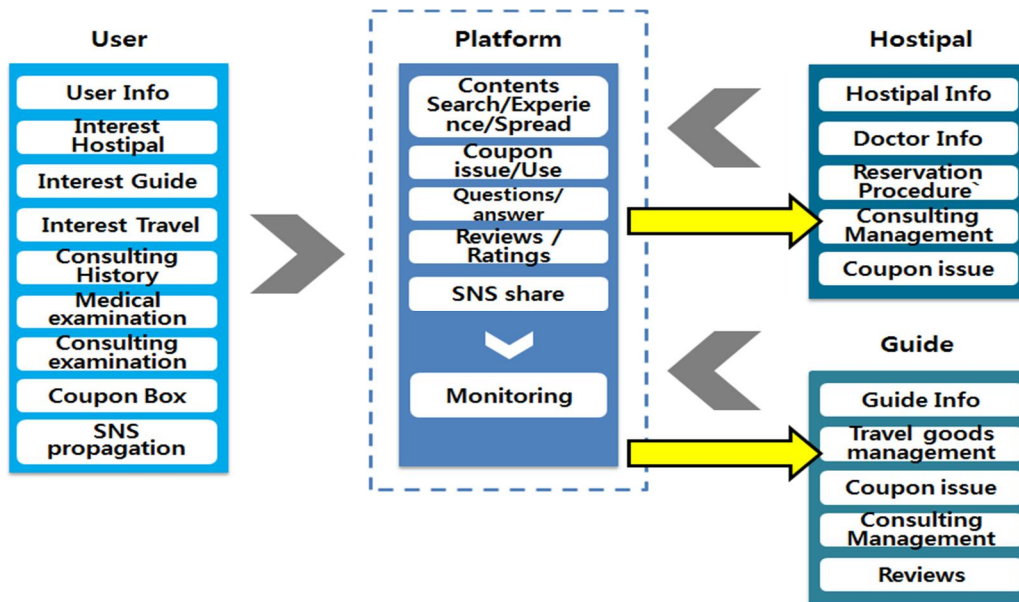 User
User Info
Interest
Hostipal
Interest Guide
Interest Travel
Consulting
History
Medical
examination
Consulting
examination
Coupon Box
SNS
propagation
Platform
Contents
Search/Experie
nce/Spread
Coupon
issue/Use
Questions/
answer
Reviews /
Ratings
SNS share
Monitoring
Hostipal
Hostipal Info
Doctor Info
Reservation
Procedure`
Consulting
Management
Coupon issue
Guide
Guide Info
Travel goods
management
Coupon issue
Consulting
Management
Reviews